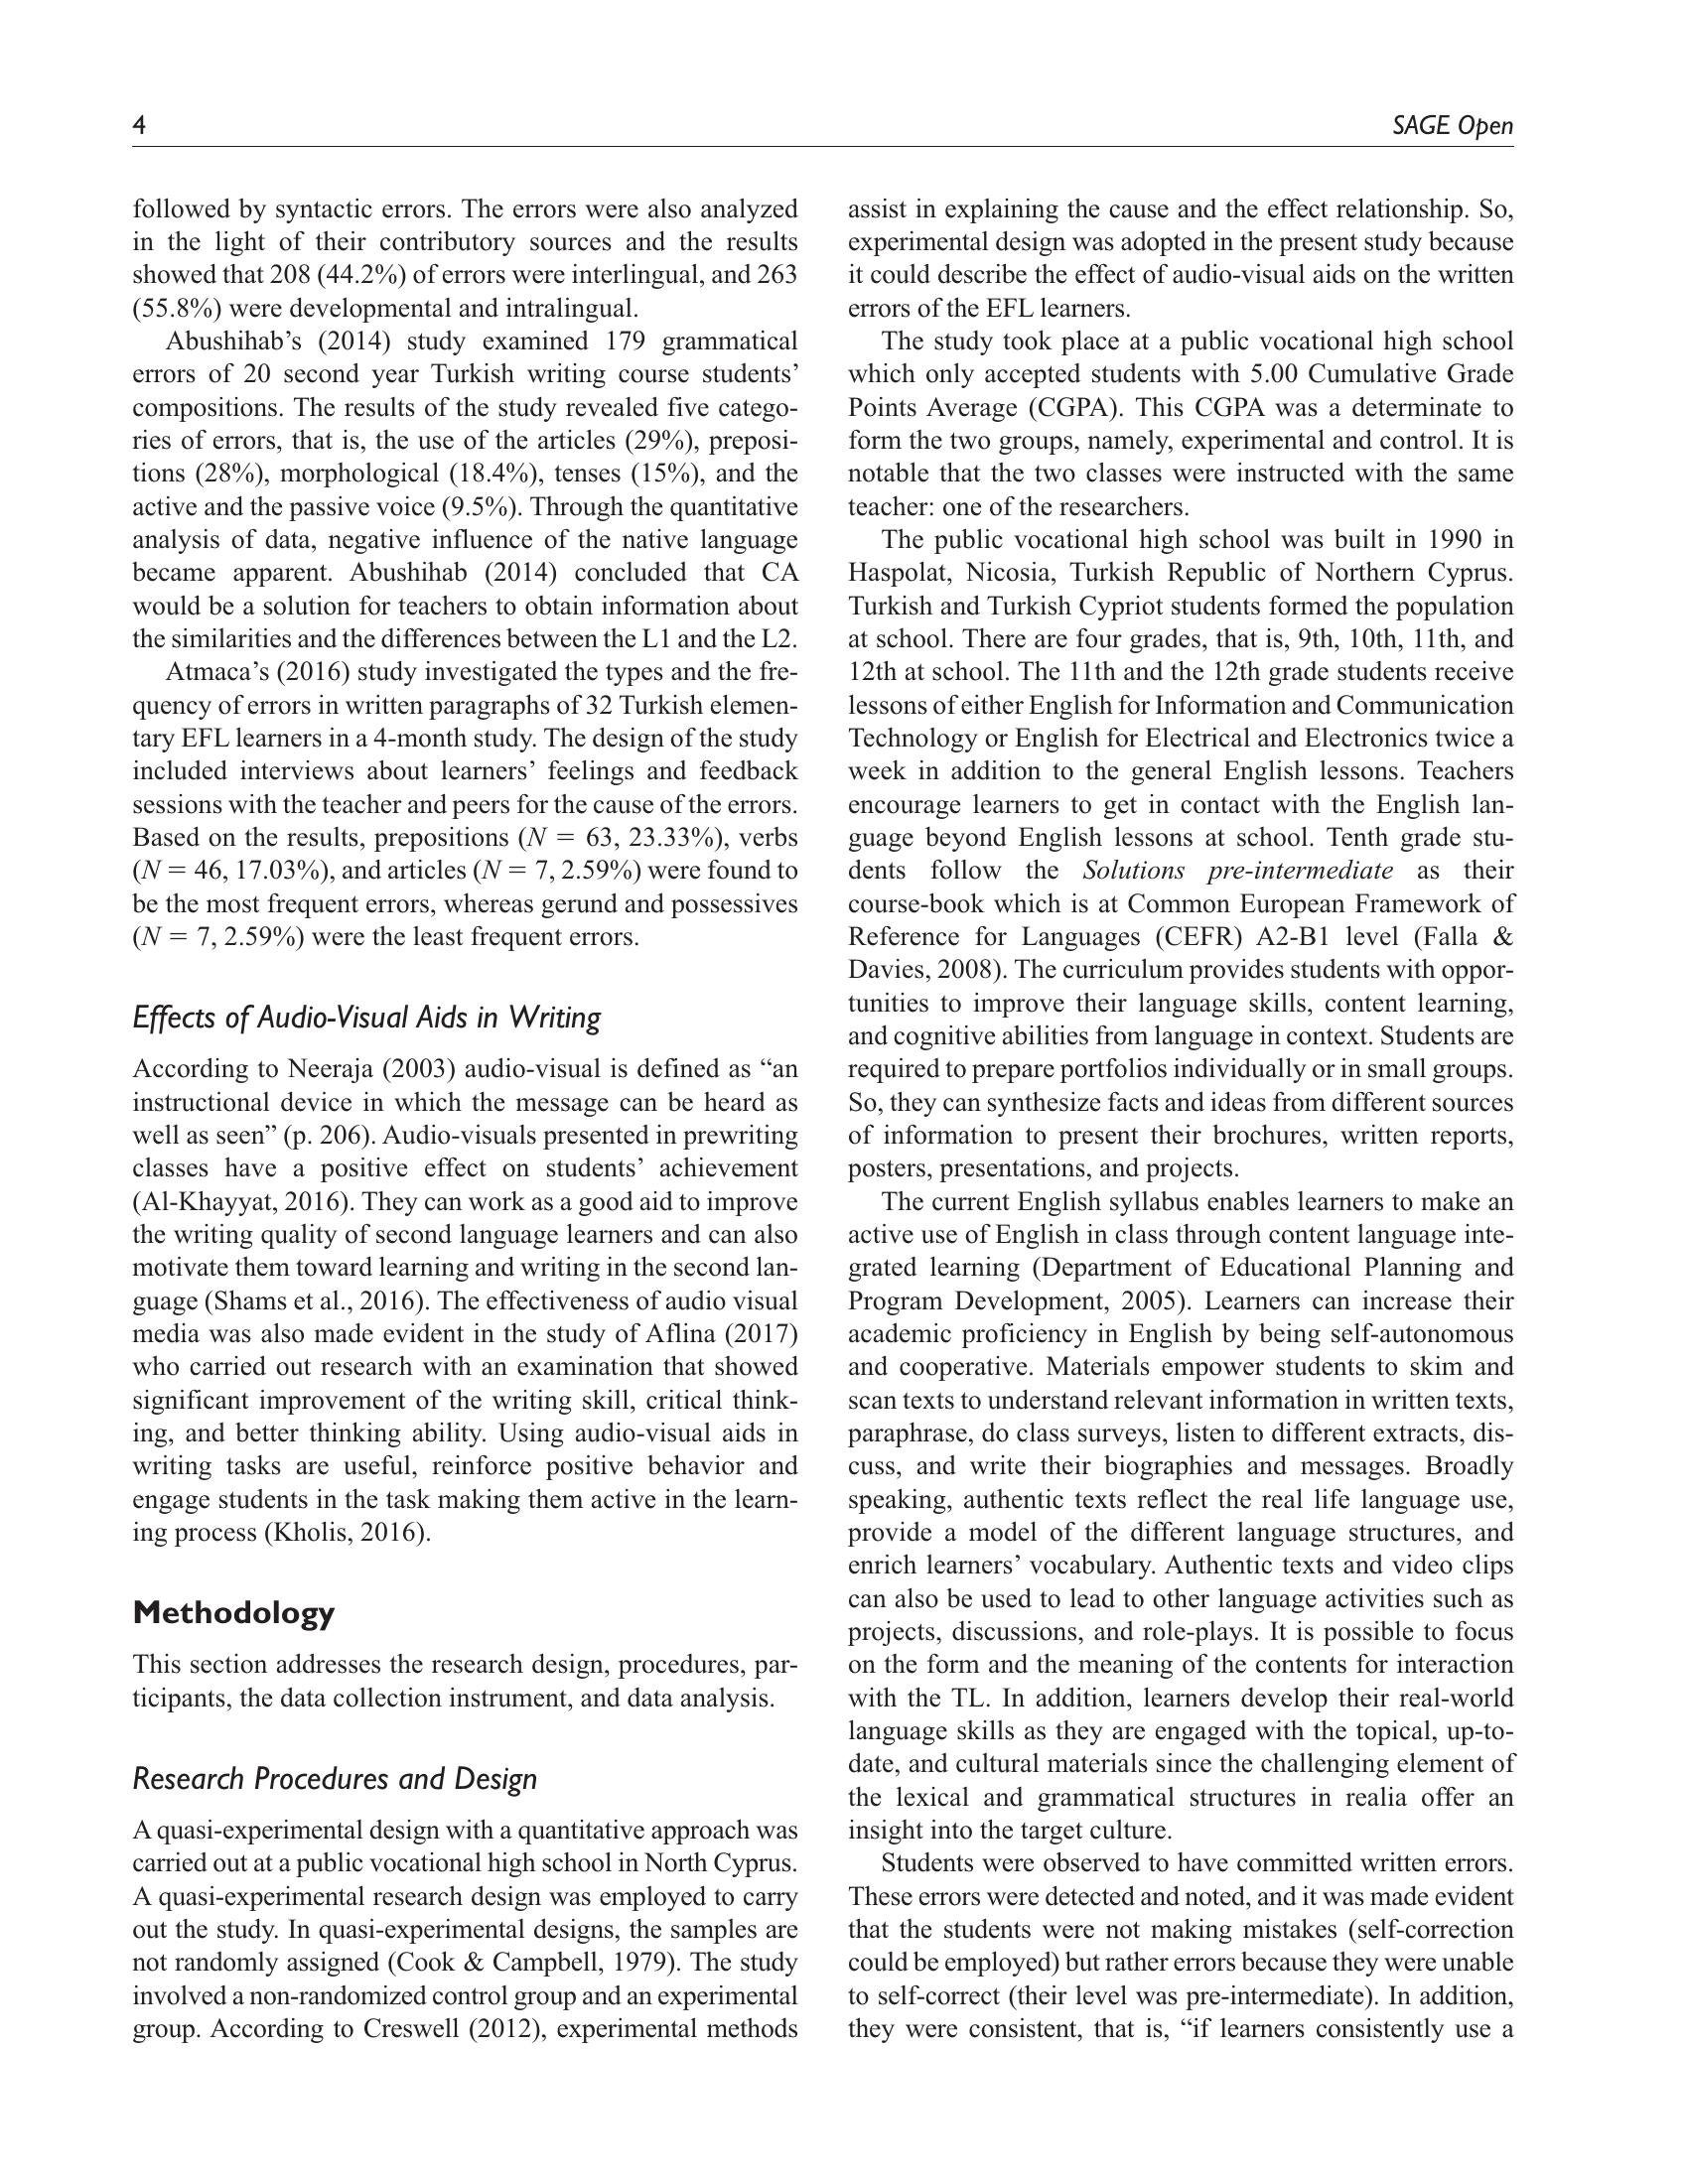 4
SAGE Open
followed by syntactic errors. The errors were also analyzed
in the light of their contributory sources and the results
showed that 208 (44.2%) of errors were interlingual, and 263
(55.8%) were developmental and intralingual.
Abushihab’s (2014) study examined 179 grammatical
errors of 20 second year Turkish writing course students’
compositions. The results of the study revealed five catego-
ries of errors, that is, the use of the articles (29%), preposi-
tions (28%), morphological (18.4%), tenses (15%), and the
active and the passive voice (9.5%). Through the quantitative
analysis of data, negative influence of the native language
became apparent. Abushihab (2014) concluded that CA
would be a solution for teachers to obtain information about
the similarities and the differences between the L1 and the L2.
Atmaca’s (2016) study investigated the types and the fre-
quency of errors in written paragraphs of 32 Turkish elemen-
tary EFL learners in a 4-month study. The design of the study
included interviews about learners’ feelings and feedback
sessions with the teacher and peers for the cause of the errors.
Based on the results, prepositions (N = 63, 23.33%), verbs
(N = 46, 17.03%), and articles (N = 7, 2.59%) were found to
be the most frequent errors, whereas gerund and possessives
(N = 7, 2.59%) were the least frequent errors.
Effects of Audio-Visual Aids in Writing
According to Neeraja (2003) audio-visual is defined as “an
instructional device in which the message can be heard as
well as seen” (p. 206). Audio-visuals presented in prewriting
classes have a positive effect on students’ achievement
(Al-Khayyat, 2016). They can work as a good aid to improve
the writing quality of second language learners and can also
motivate them toward learning and writing in the second lan-
guage (Shams et al., 2016). The effectiveness of audio visual
media was also made evident in the study of Aflina (2017)
who carried out research with an examination that showed
significant improvement of the writing skill, critical think-
ing, and better thinking ability. Using audio-visual aids in
writing tasks are useful, reinforce positive behavior and
engage students in the task making them active in the learn-
ing process (Kholis, 2016).
Methodology
This section addresses the research design, procedures, par-
ticipants, the data collection instrument, and data analysis.
Research Procedures and Design
A quasi-experimental design with a quantitative approach was
carried out at a public vocational high school in North Cyprus.
A quasi-experimental research design was employed to carry
out the study. In quasi-experimental designs, the samples are
not randomly assigned (Cook & Campbell, 1979). The study
involved a non-randomized control group and an experimental
group. According to Creswell (2012), experimental methods
assist in explaining the cause and the effect relationship. So,
experimental design was adopted in the present study because
it could describe the effect of audio-visual aids on the written
errors of the EFL learners.
The study took place at a public vocational high school
which only accepted students with 5.00 Cumulative Grade
Points Average (CGPA). This CGPA was a determinate to
form the two groups, namely, experimental and control. It is
notable that the two classes were instructed with the same
teacher: one of the researchers.
The public vocational high school was built in 1990 in
Haspolat, Nicosia, Turkish Republic of Northern Cyprus.
Turkish and Turkish Cypriot students formed the population
at school. There are four grades, that is, 9th, 10th, 11th, and
12th at school. The 11th and the 12th grade students receive
lessons of either English for Information and Communication
Technology or English for Electrical and Electronics twice a
week in addition to the general English lessons. Teachers
encourage learners to get in contact with the English lan-
guage beyond English lessons at school. Tenth grade stu-
dents follow the Solutions pre-intermediate as their
course-book which is at Common European Framework of
Reference for Languages (CEFR) A2-B1 level (Falla &
Davies, 2008). The curriculum provides students with oppor-
tunities to improve their language skills, content learning,
and cognitive abilities from language in context. Students are
required to prepare portfolios individually or in small groups.
So, they can synthesize facts and ideas from different sources
of information to present their brochures, written reports,
posters, presentations, and projects.
The current English syllabus enables learners to make an
active use of English in class through content language inte-
grated learning (Department of Educational Planning and
Program Development, 2005). Learners can increase their
academic proficiency in English by being self-autonomous
and cooperative. Materials empower students to skim and
scan texts to understand relevant information in written texts,
paraphrase, do class surveys, listen to different extracts, dis-
cuss, and write their biographies and messages. Broadly
speaking, authentic texts reflect the real life language use,
provide a model of the different language structures, and
enrich learners’ vocabulary. Authentic texts and video clips
can also be used to lead to other language activities such as
projects, discussions, and role-plays. It is possible to focus
on the form and the meaning of the contents for interaction
with the TL. In addition, learners develop their real-world
language skills as they are engaged with the topical, up-to-
date, and cultural materials since the challenging element of
the lexical and grammatical structures in realia offer an
insight into the target culture.
Students were observed to have committed written errors.
These errors were detected and noted, and it was made evident
that the students were not making mistakes (self-correction
could be employed) but rather errors because they were unable
to self-correct (their level was pre-intermediate). In addition,
they were consistent, that is, “if learners consistently use a